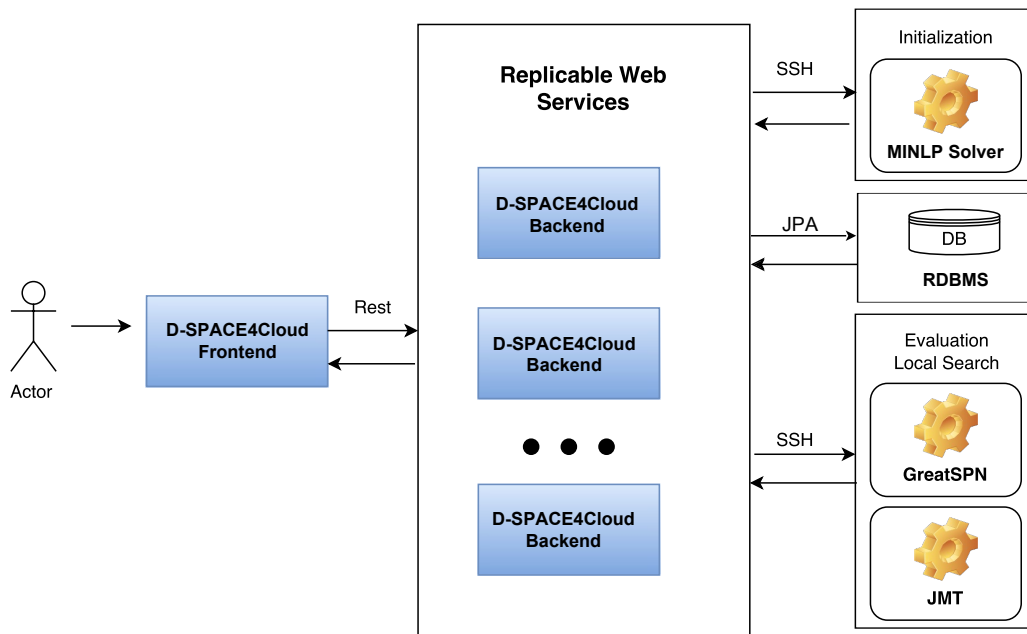 Actor
D-SPACE4Cloud
Frontend
Rest
Replicable Web
Services
D-SPACE4Cloud
Backend
D-SPACE4Cloud
Backend
D-SPACE4Cloud
Backend
SSH
Initialization
MINLP Solver
JPA
DB
RDBMS
SSH
Evaluation
Local Search
GreatSPN
JMT